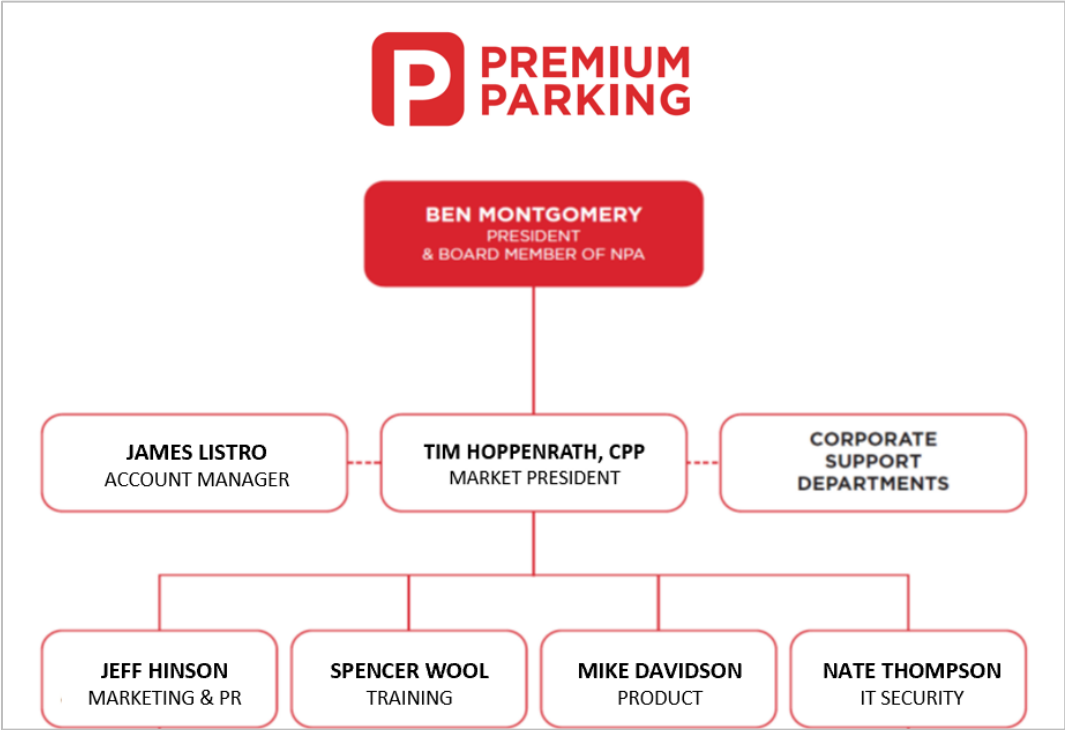 P PREMIUM
PARKING
BEN MONTGOMERY
PRESIDENT
& BOARD MEMBER OF NPA
JAMES LISTRO
ACCOUNT MANAGER
TIM HOPPENRATH, CPP
MARKET PRESIDENT
CORPORATE
SUPPORT
DEPARTMENTS
JEFF HINSON
MARKETING & PR
SPENCER WOOL
TRAINING
MIKE DAVIDSON
PRODUCT
NATE THOMPSON
IT SECURITY